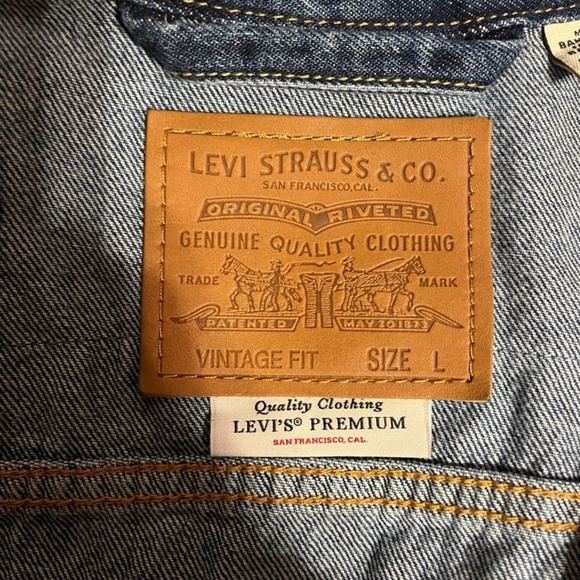 LEVI STRAUSS & CO.
SAN FRANCISCO, CAL.
ORIGINAL RIVETED
GENUINE QUALITY CLOTHING
TRADE MARK
PATENTED MAY 20 1873
VINTAGE FIT SIZE L
Quality Clothing
LEVI'S® PREMIUM
SAN FRANCISCO, CAL.